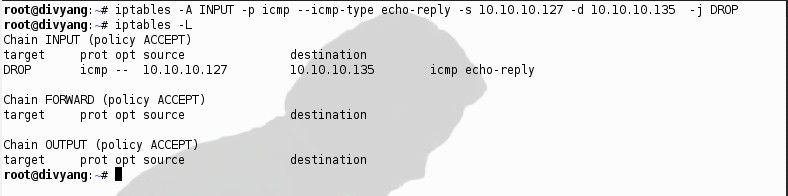 root@divyang:~# iptables -A INPUT -p icmp --icmp-type echo-reply -s 10.10.10.127 -d 10.10.10.135  -j DROP
root@divyang:~# iptables -L
Chain INPUT (policy ACCEPT)
target     prot opt source               destination
DROP       icmp --  10.10.10.127         10.10.10.135         icmp echo-reply

Chain FORWARD (policy ACCEPT)
target     prot opt source               destination

Chain OUTPUT (policy ACCEPT)
target     prot opt source               destination
root@divyang:~#